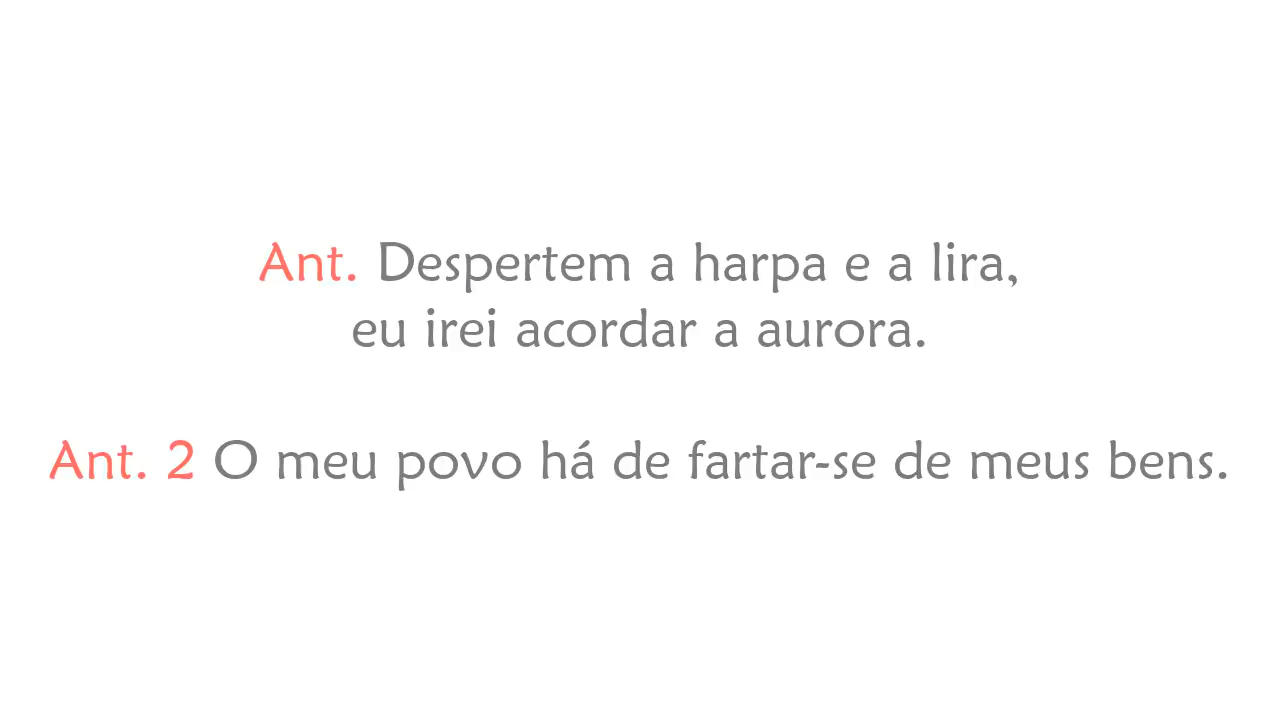 Ant. Despertem a harpa e a lira,
eu irei acordar a aurora.
Ant. 2 O meu povo há de fartar-se de meus bens.